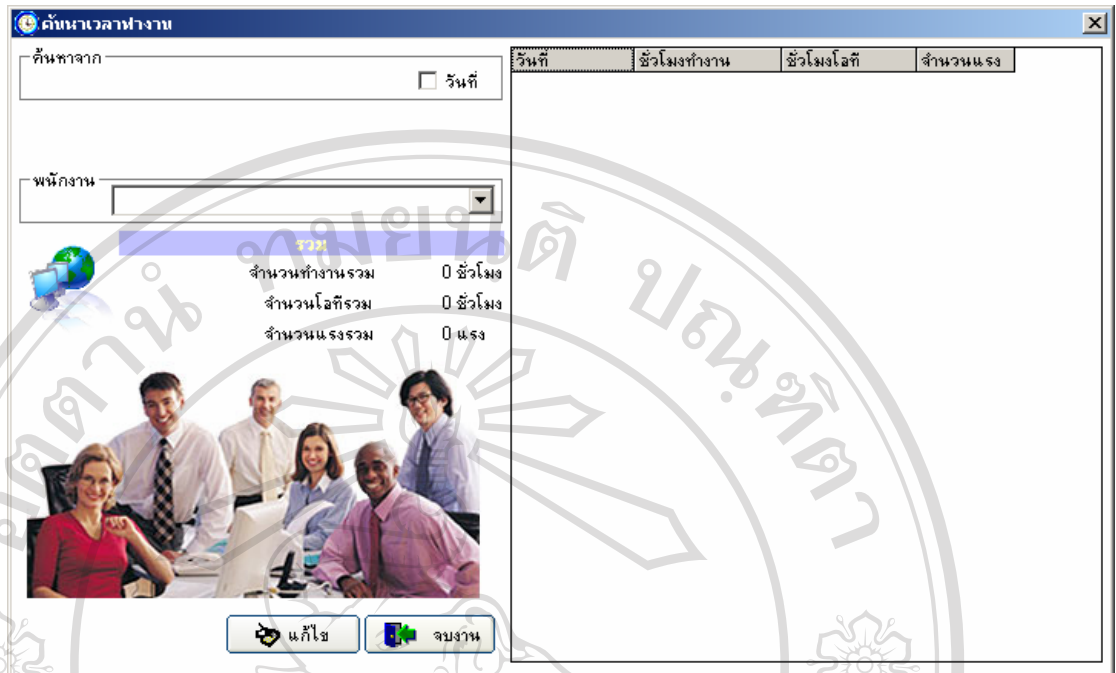 ค้นหาเวลาทำงาน
ค้นหาจาก
วันที่
พนักงาน
รวม
จำนวนทำงานรวม 0 ชั่วโมง
จำนวนโอทีรวม 0 ชั่วโมง
จำนวนแรงรวม 0 แรง
แก้ไข จบงาน
วันที่ ชั่วโมงทำงาน ชั่วโมงโอที จำนวนแรง